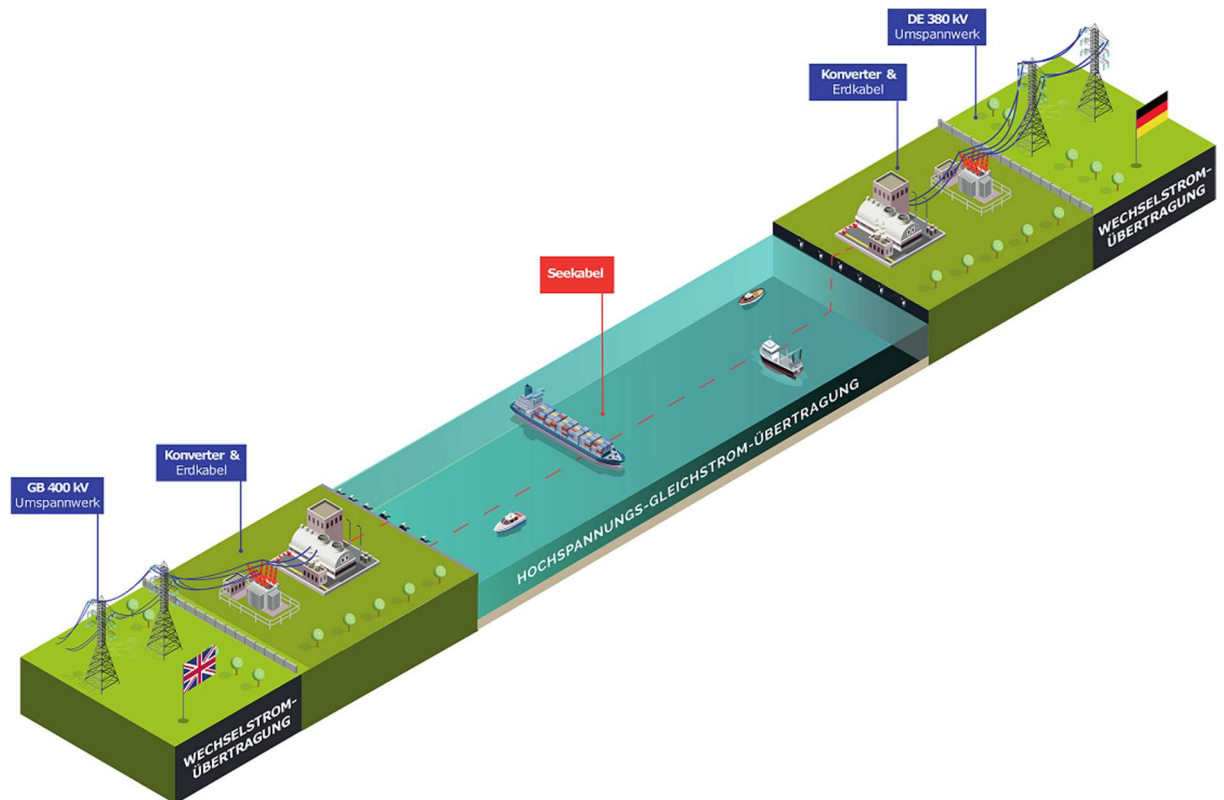 DE 380 kV
Umspannwerk
Konverter &
Erdkabel
WECHSELSTROM-
ÜBERTRAGUNG
Seekabel
HOCHSPANNUNGS-GLEICHSTROM-ÜBERTRAGUNG
Konverter &
Erdkabel
GB 400 kV
Umspannwerk
WECHSELSTROM-
ÜBERTRAGUNG